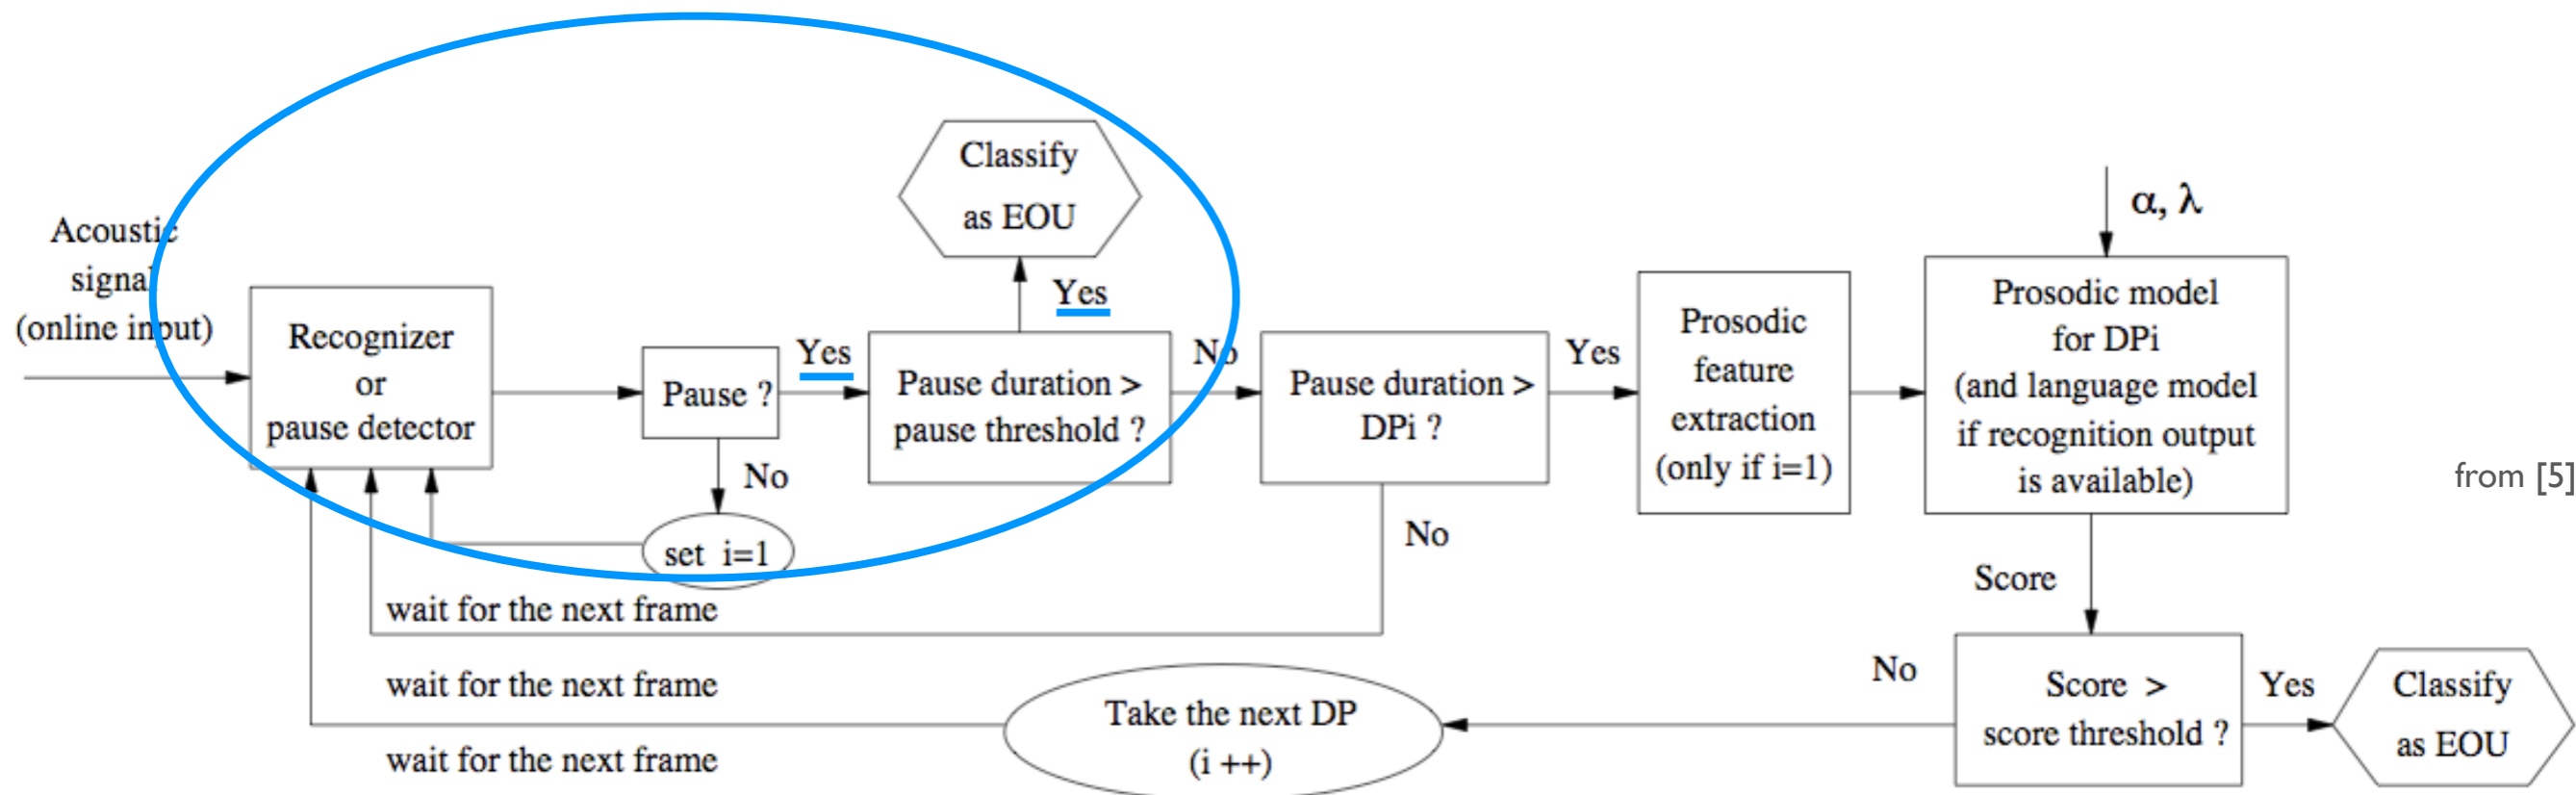 Acoustic
signal
(online input)
Recognizer
or
pause detector
Pause ?
Yes
No
set i=1
Pause duration >
pause threshold ?
Yes
Classify
as EOU
No
Pause duration >
DPi ?
Yes
No
Prosodic
feature
extraction
(only if i=1)
α, λ
Prosodic model
for DPi
(and language model
if recognition output
is available)
from [5]
Score
Score >
score threshold ?
Yes
Classify
as EOU
No
Take the next DP
(i ++)
wait for the next frame
wait for the next frame
wait for the next frame